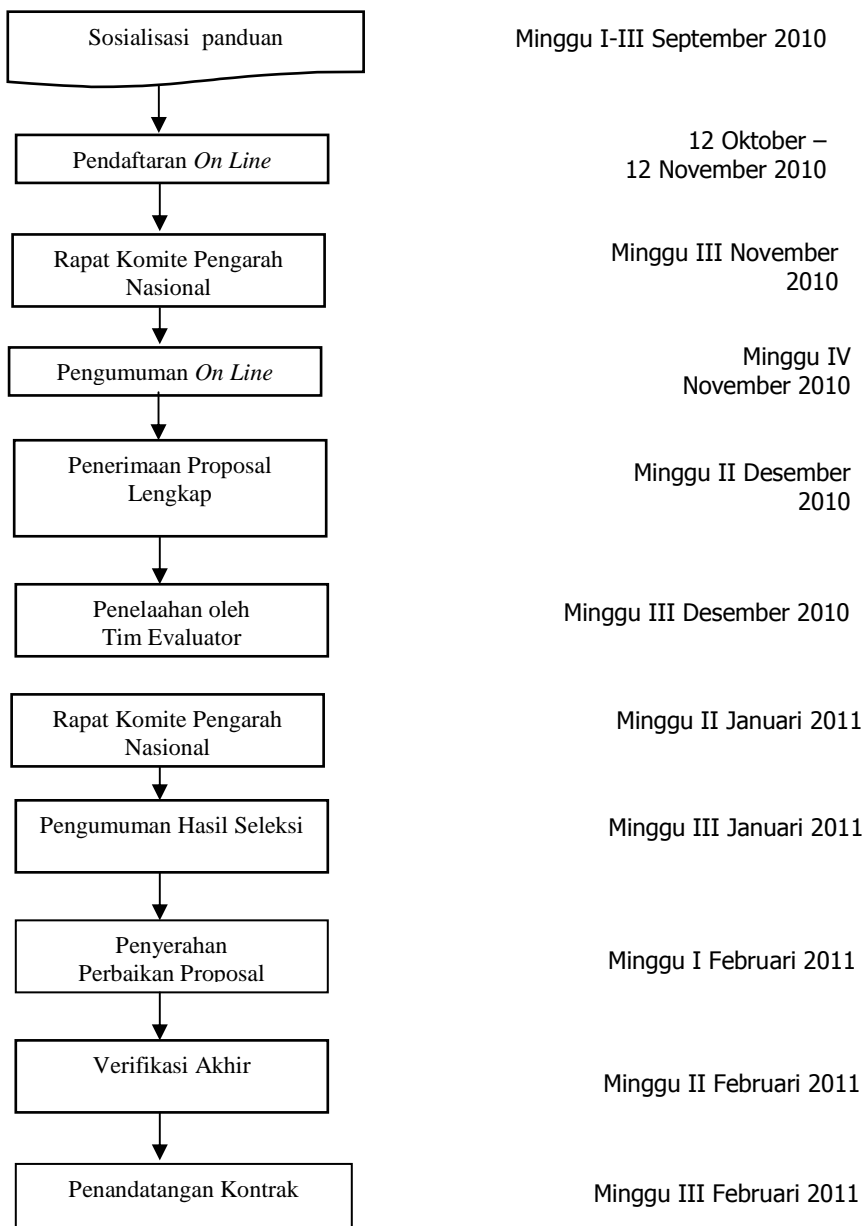 Sosialisasi panduan
Minggu I-III September 2010
Pendaftaran On Line
12 Oktober –
12 November 2010
Rapat Komite Pengarah
Nasional
Minggu III November
2010
Pengumuman On Line
Minggu IV
November 2010
Penerimaan Proposal
Lengkap
Minggu II Desember
2010
Penelaahan oleh
Tim Evaluator
Minggu III Desember 2010
Rapat Komite Pengarah
Nasional
Minggu II Januari 2011
Pengumuman Hasil Seleksi
Minggu III Januari 2011
Penyerahan
Perbaikan Proposal
Minggu I Februari 2011
Verifikasi Akhir
Minggu II Februari 2011
Penandatangan Kontrak
Minggu III Februari 2011